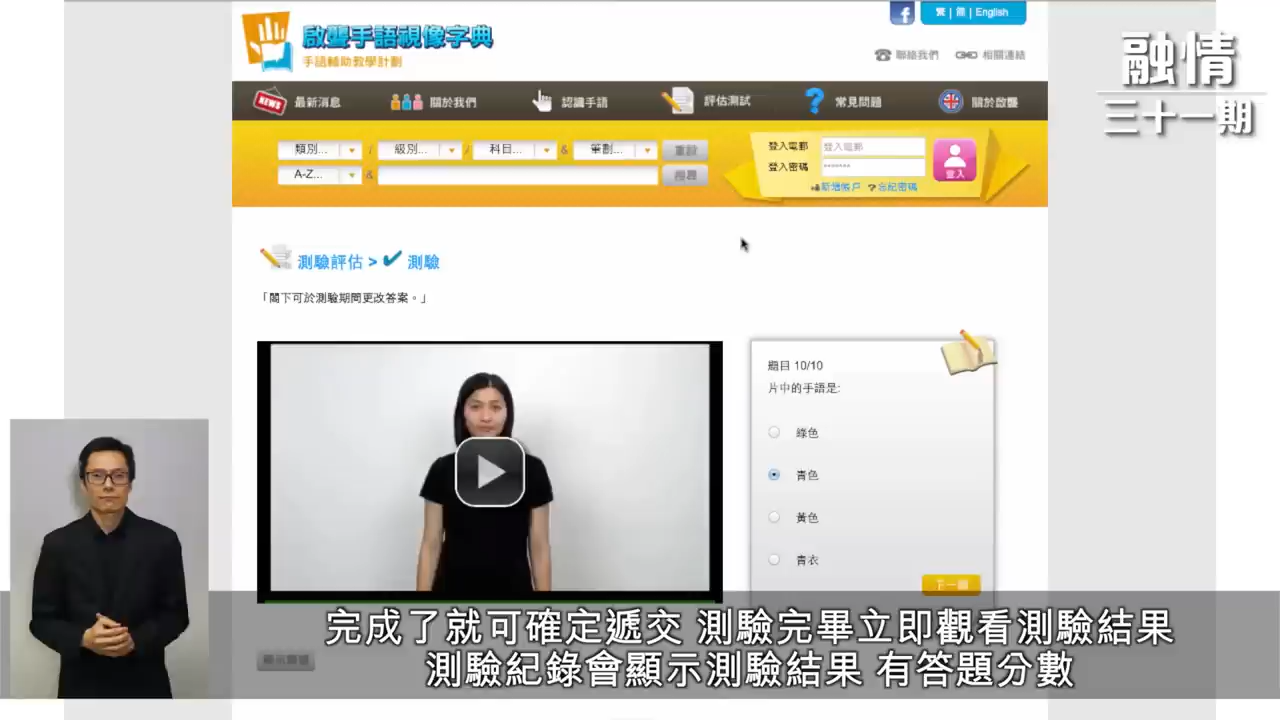 啟聾手語視像字典
手語輔助教學計劃
繁 | 簡 | English
聯絡我們 相關連結
融情
三十一期
NEWS 最新消息 關於我們 認識手語 評估測試 常見問題 關於啟聾
類別... / 級別... / 科目... & 筆劃... 重設
A-Z... & 搜尋
登入電郵 登入電郵
登入密碼 ●●●●●●●
新增帳戶 ?忘記密碼
登入
測驗評估 > 測驗
「閣下可於測驗期間更改答案。」
題目 10/10
片中的手語是:
綠色
青色
黃色
青衣
下一題
完成了就可確定遞交 測驗完畢立即觀看測驗結果
測驗紀錄會顯示測驗結果 有答題分數